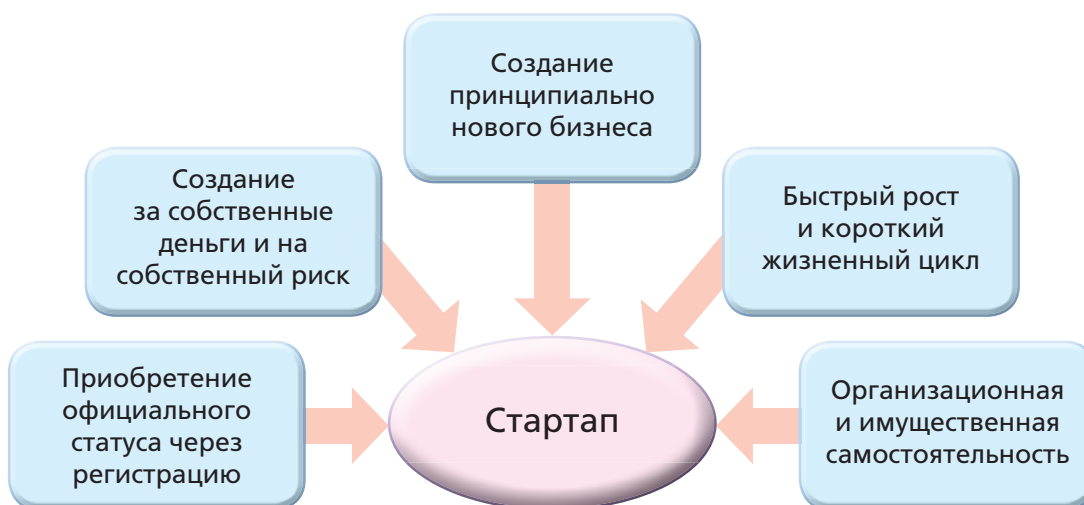 Создание
принципиально
нового бизнеса
Создание
за собственные
деньги и на
собственный риск
Быстрый рост
и короткий
жизненный цикл
Приобретение
официального
статуса через
регистрацию
Стартап
Организационная
и имущественная
самостоятельность